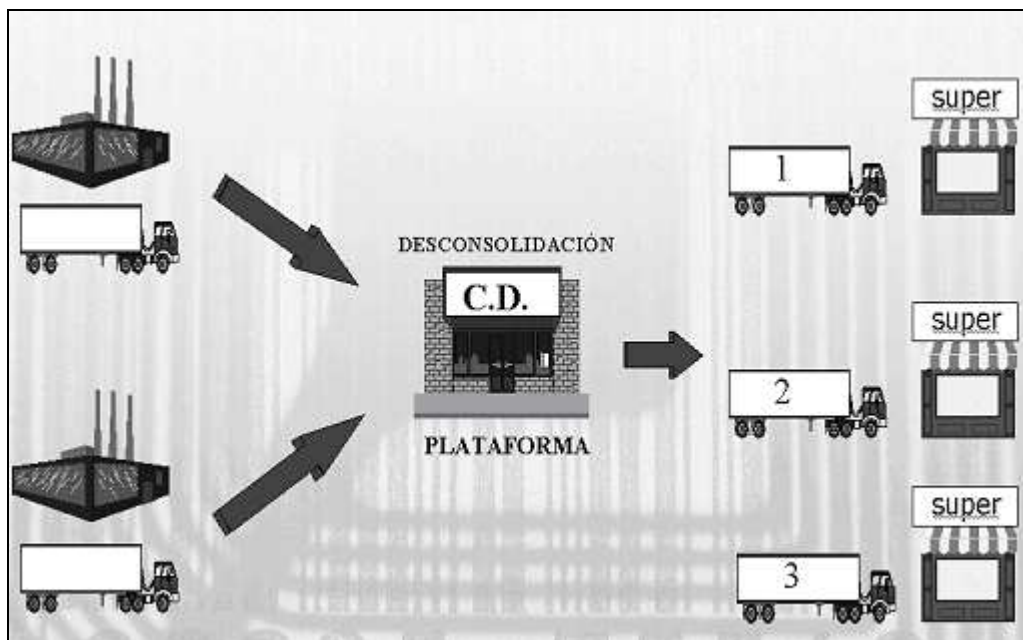 super
1
DESCONSOLIDACIÓN
C.D.
super
2
PLATAFORMA
super
3